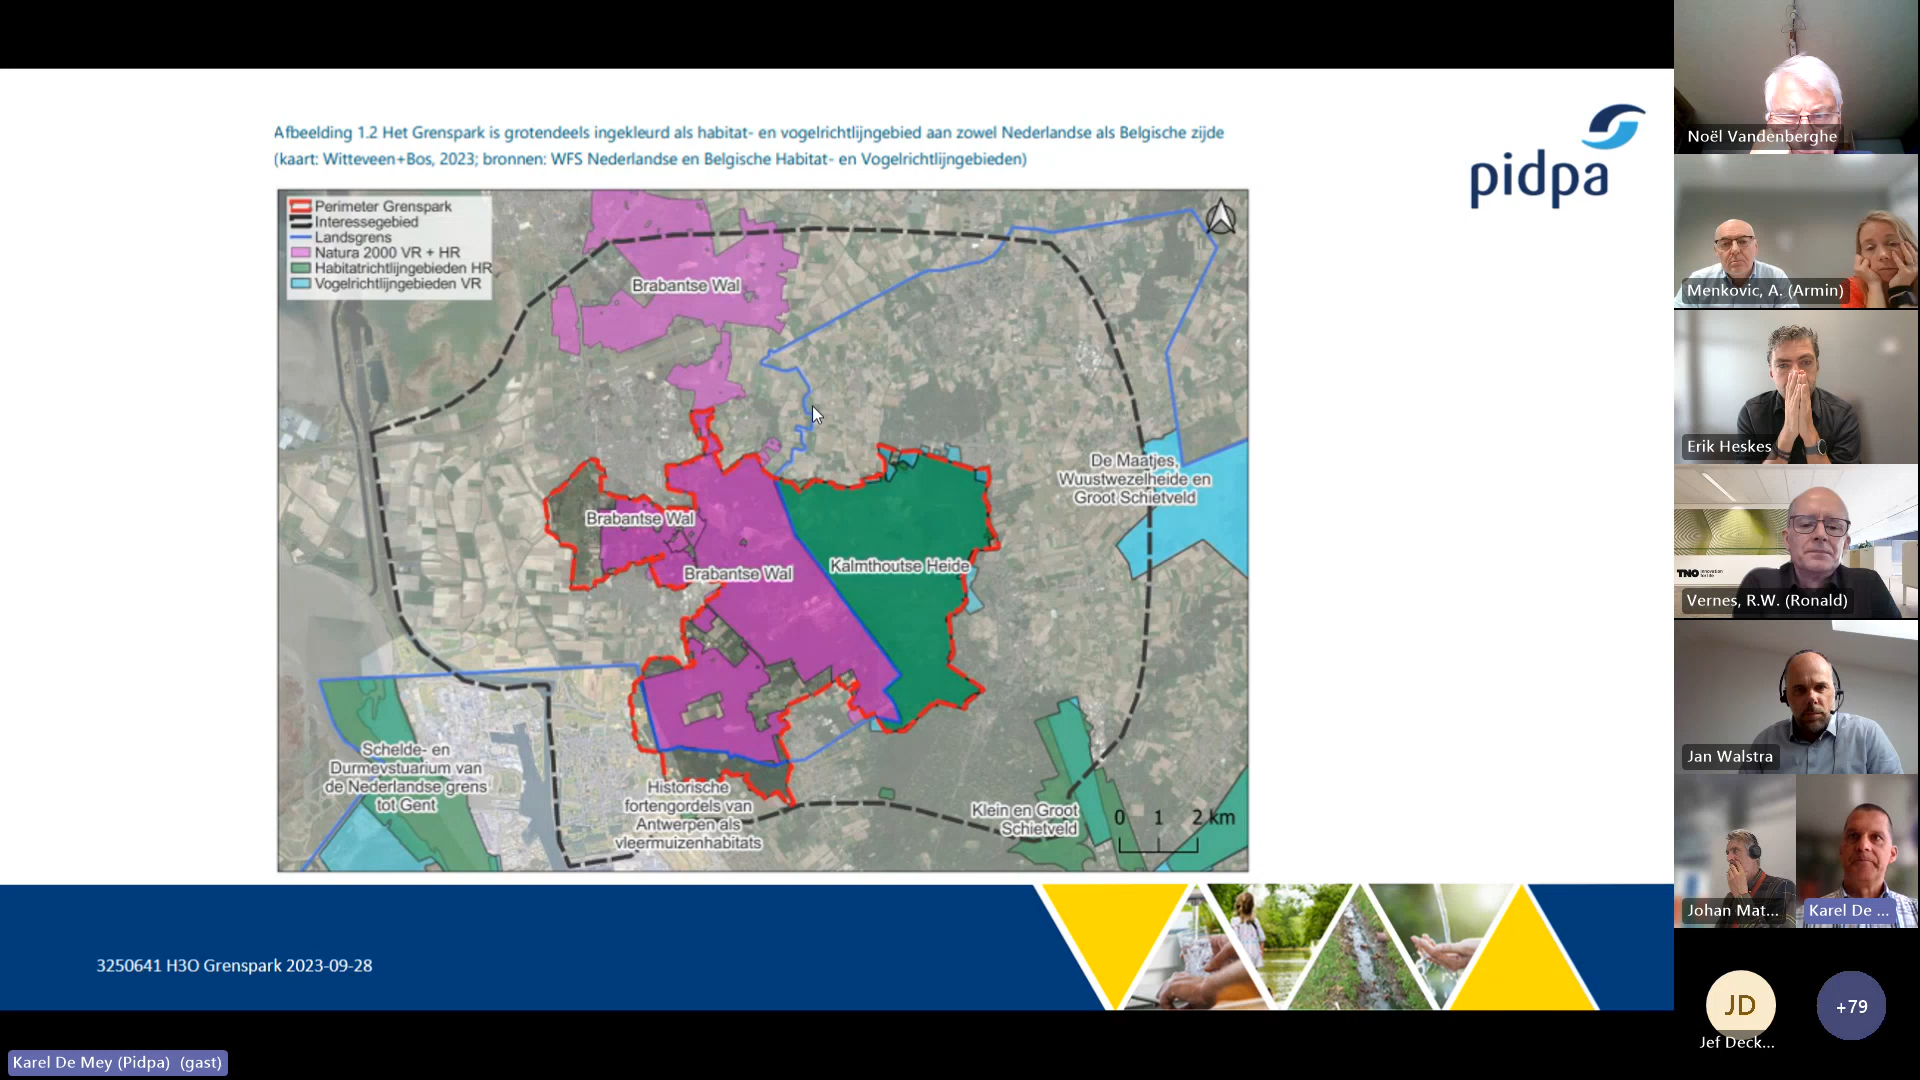 Afbeelding 1.2 Het Grenspark is grotendeels ingekleurd als habitat- en vogelrichtlijngebied aan zowel Nederlandse als Belgische zijde
(kaart: Witteveen+Bos, 2023; bronnen: WFS Nederlandse en Belgische Habitat- en Vogelrichtlijngebieden)
pidpa
Perimeter Grenspark
Interessegebied
Landsgrens
Natura 2000 VR + HR
Habitatrichtlijngebieden HR
Vogelrichtlijngebieden VR
Brabantse Wal
De Maatjes,
Wuustwezelheide en
Groot Schietveld
Brabantse Wal
Brabantse Wal
Kalmthoutse Heide
Schelde- en
Durmevstuarium van
de Nederlandse grens
tot Gent
Historische
fortengordels van
Antwerpen als
vleermuizenhabitats
Klein en Groot
Schietveld
0 1 2 km
3250641 H3O Grenspark 2023-09-28
Karel De Mey (Pidpa) (gast)
Noël Vandenberghe
Menkovic, A. (Armin)
Erik Heskes
TNO innovation for life
Vernes, R.W. (Ronald)
Jan Walstra
Johan Mat...
Karel De ...
JD
Jef Deck...
+79